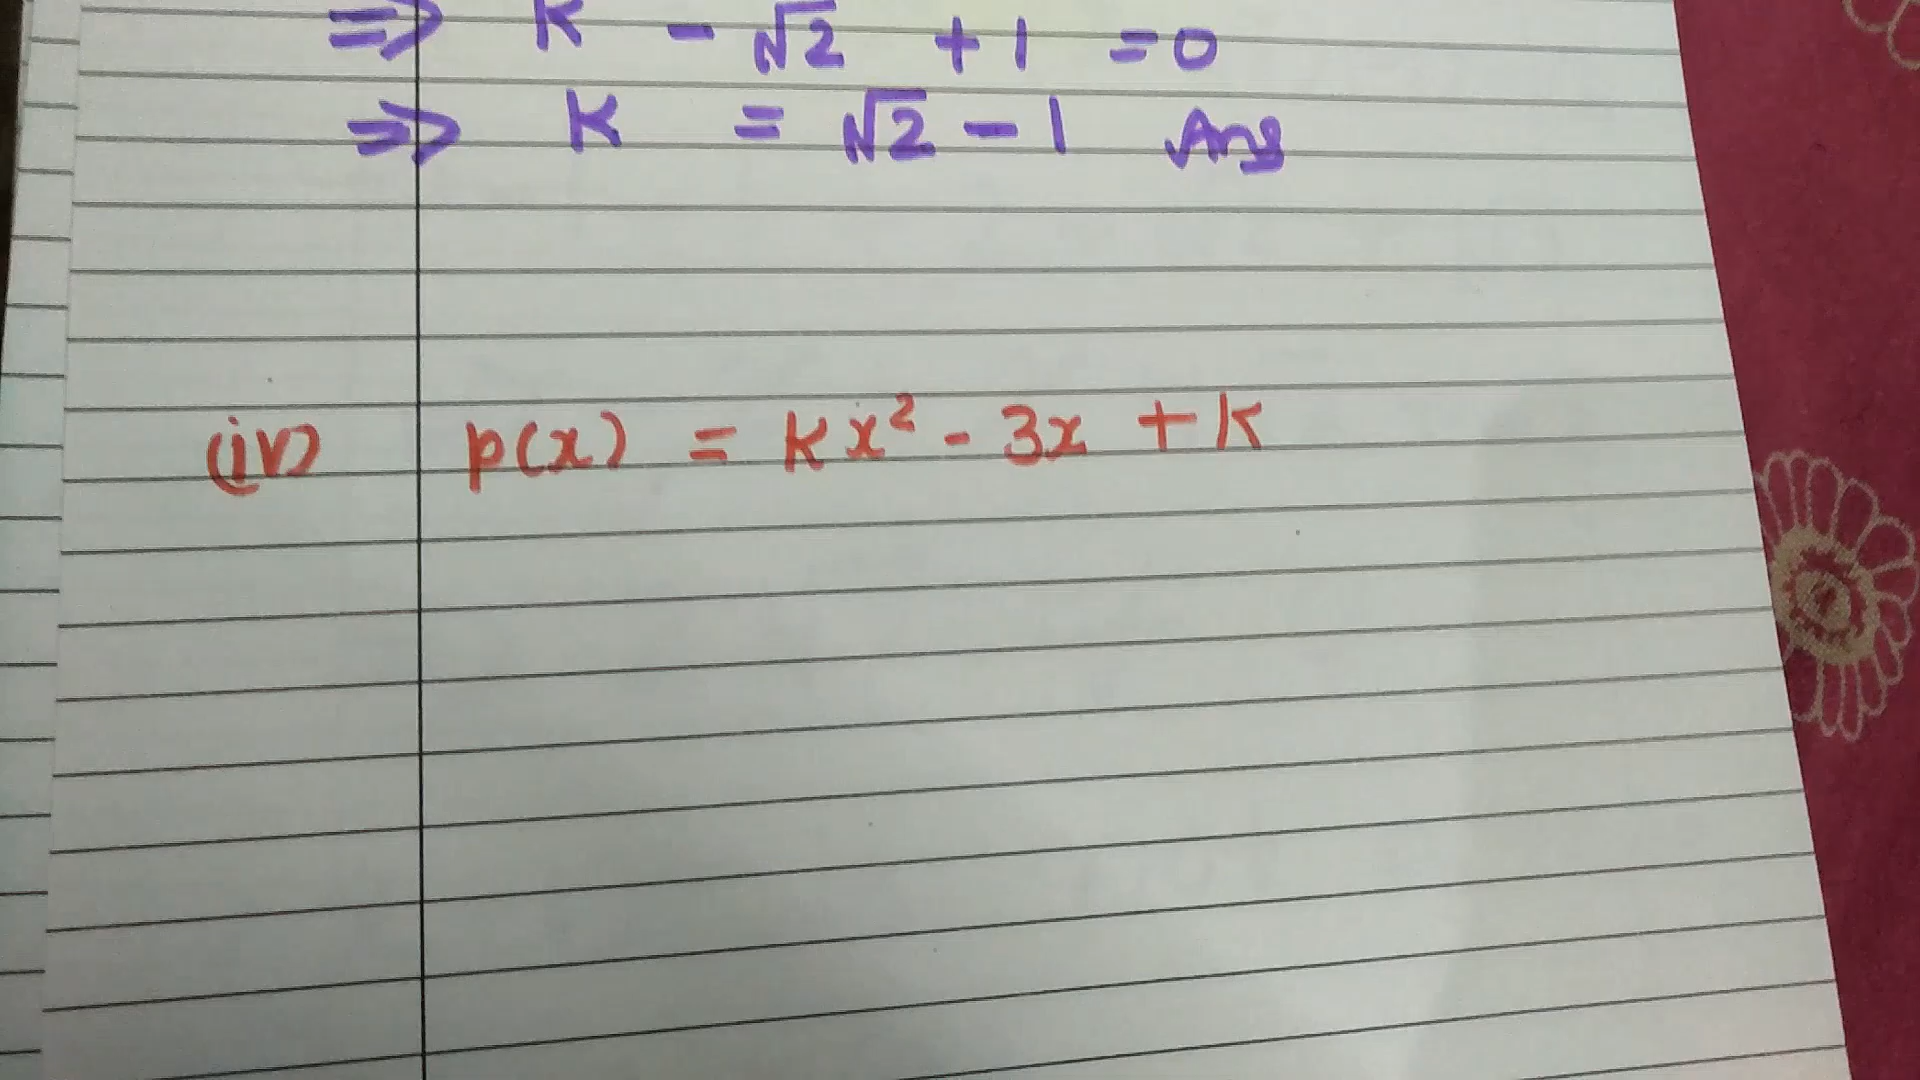 ⇒ K - √2 + 1 = 0
⇒ K = √2 - 1 Ans
(iv) p(x) = kx² - 3x + k